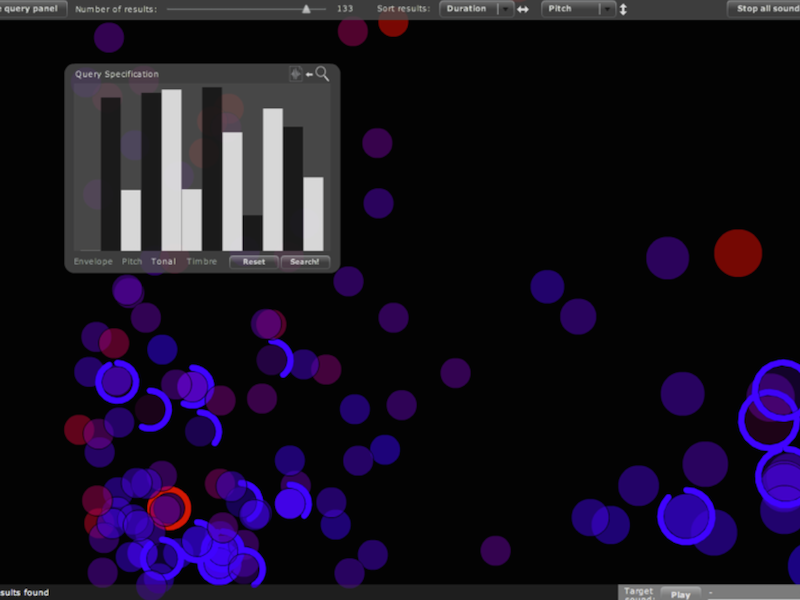 query panel
Number of results: 133 Sort results: Duration Pitch Stop all sound
Query Specification
Envelope Pitch Tonal Timbre Reset Search!
sults found
Target
sound: Play -